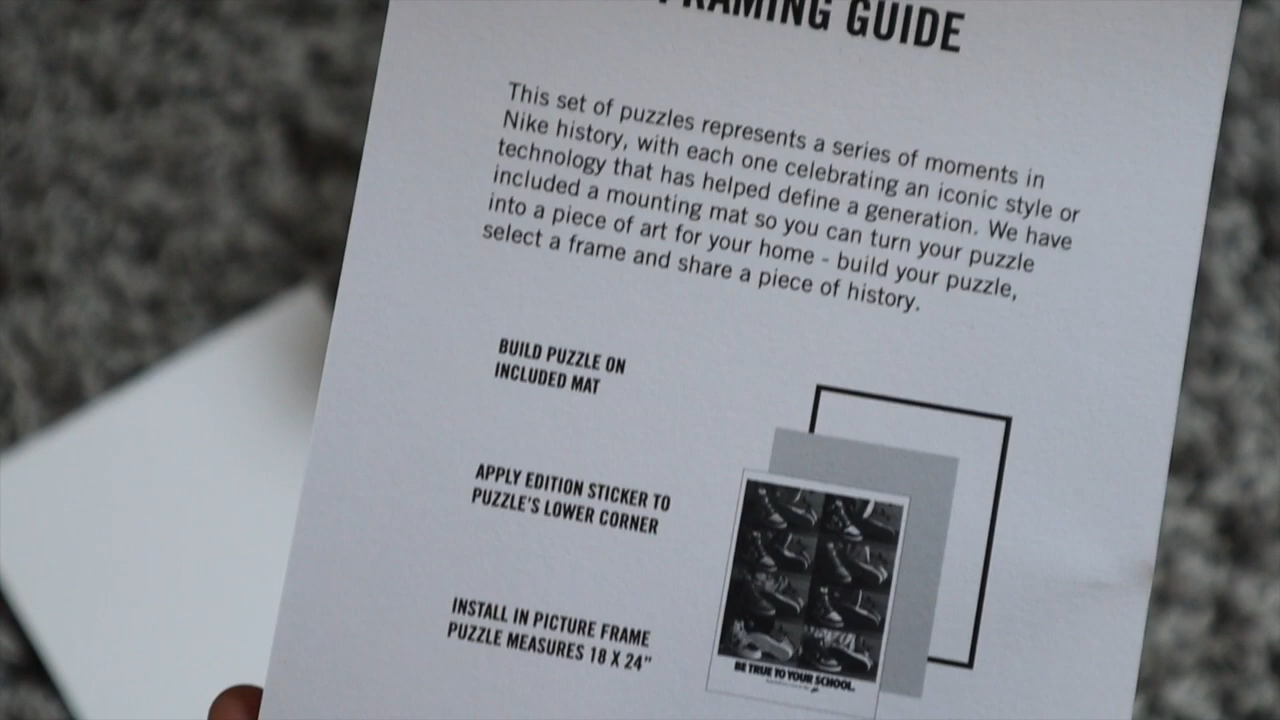 FRAMING GUIDE
This set of puzzles represents a series of moments in
Nike history, with each one celebrating an iconic style or
technology that has helped define a generation. We have
included a mounting mat so you can turn your puzzle
into a piece of art for your home - build your puzzle,
select a frame and share a piece of history.
BUILD PUZZLE ON
INCLUDED MAT
APPLY EDITION STICKER TO
PUZZLE'S LOWER CORNER
INSTALL IN PICTURE FRAME
PUZZLE MEASURES 18 X 24"
BE TRUE TO YOUR SCHOOL.